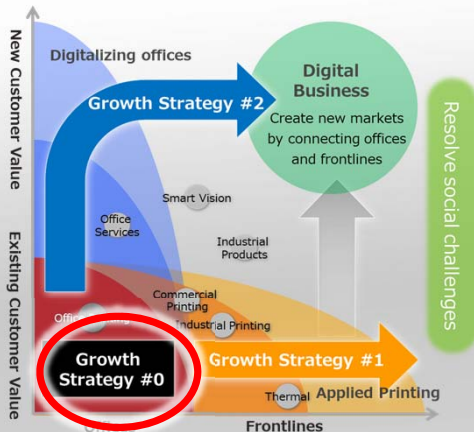 New Customer Value
Existing Customer Value
Digitalizing offices
Growth Strategy #2
Digital
Business
Create new markets
by connecting offices
and frontlines
Resolve social challenges
Smart Vision
Office
Services
Industrial
Products
Commercial
Printing
Industrial Printing
Growth
Strategy #0
Growth Strategy #1
Thermal
Applied Printing
Frontlines